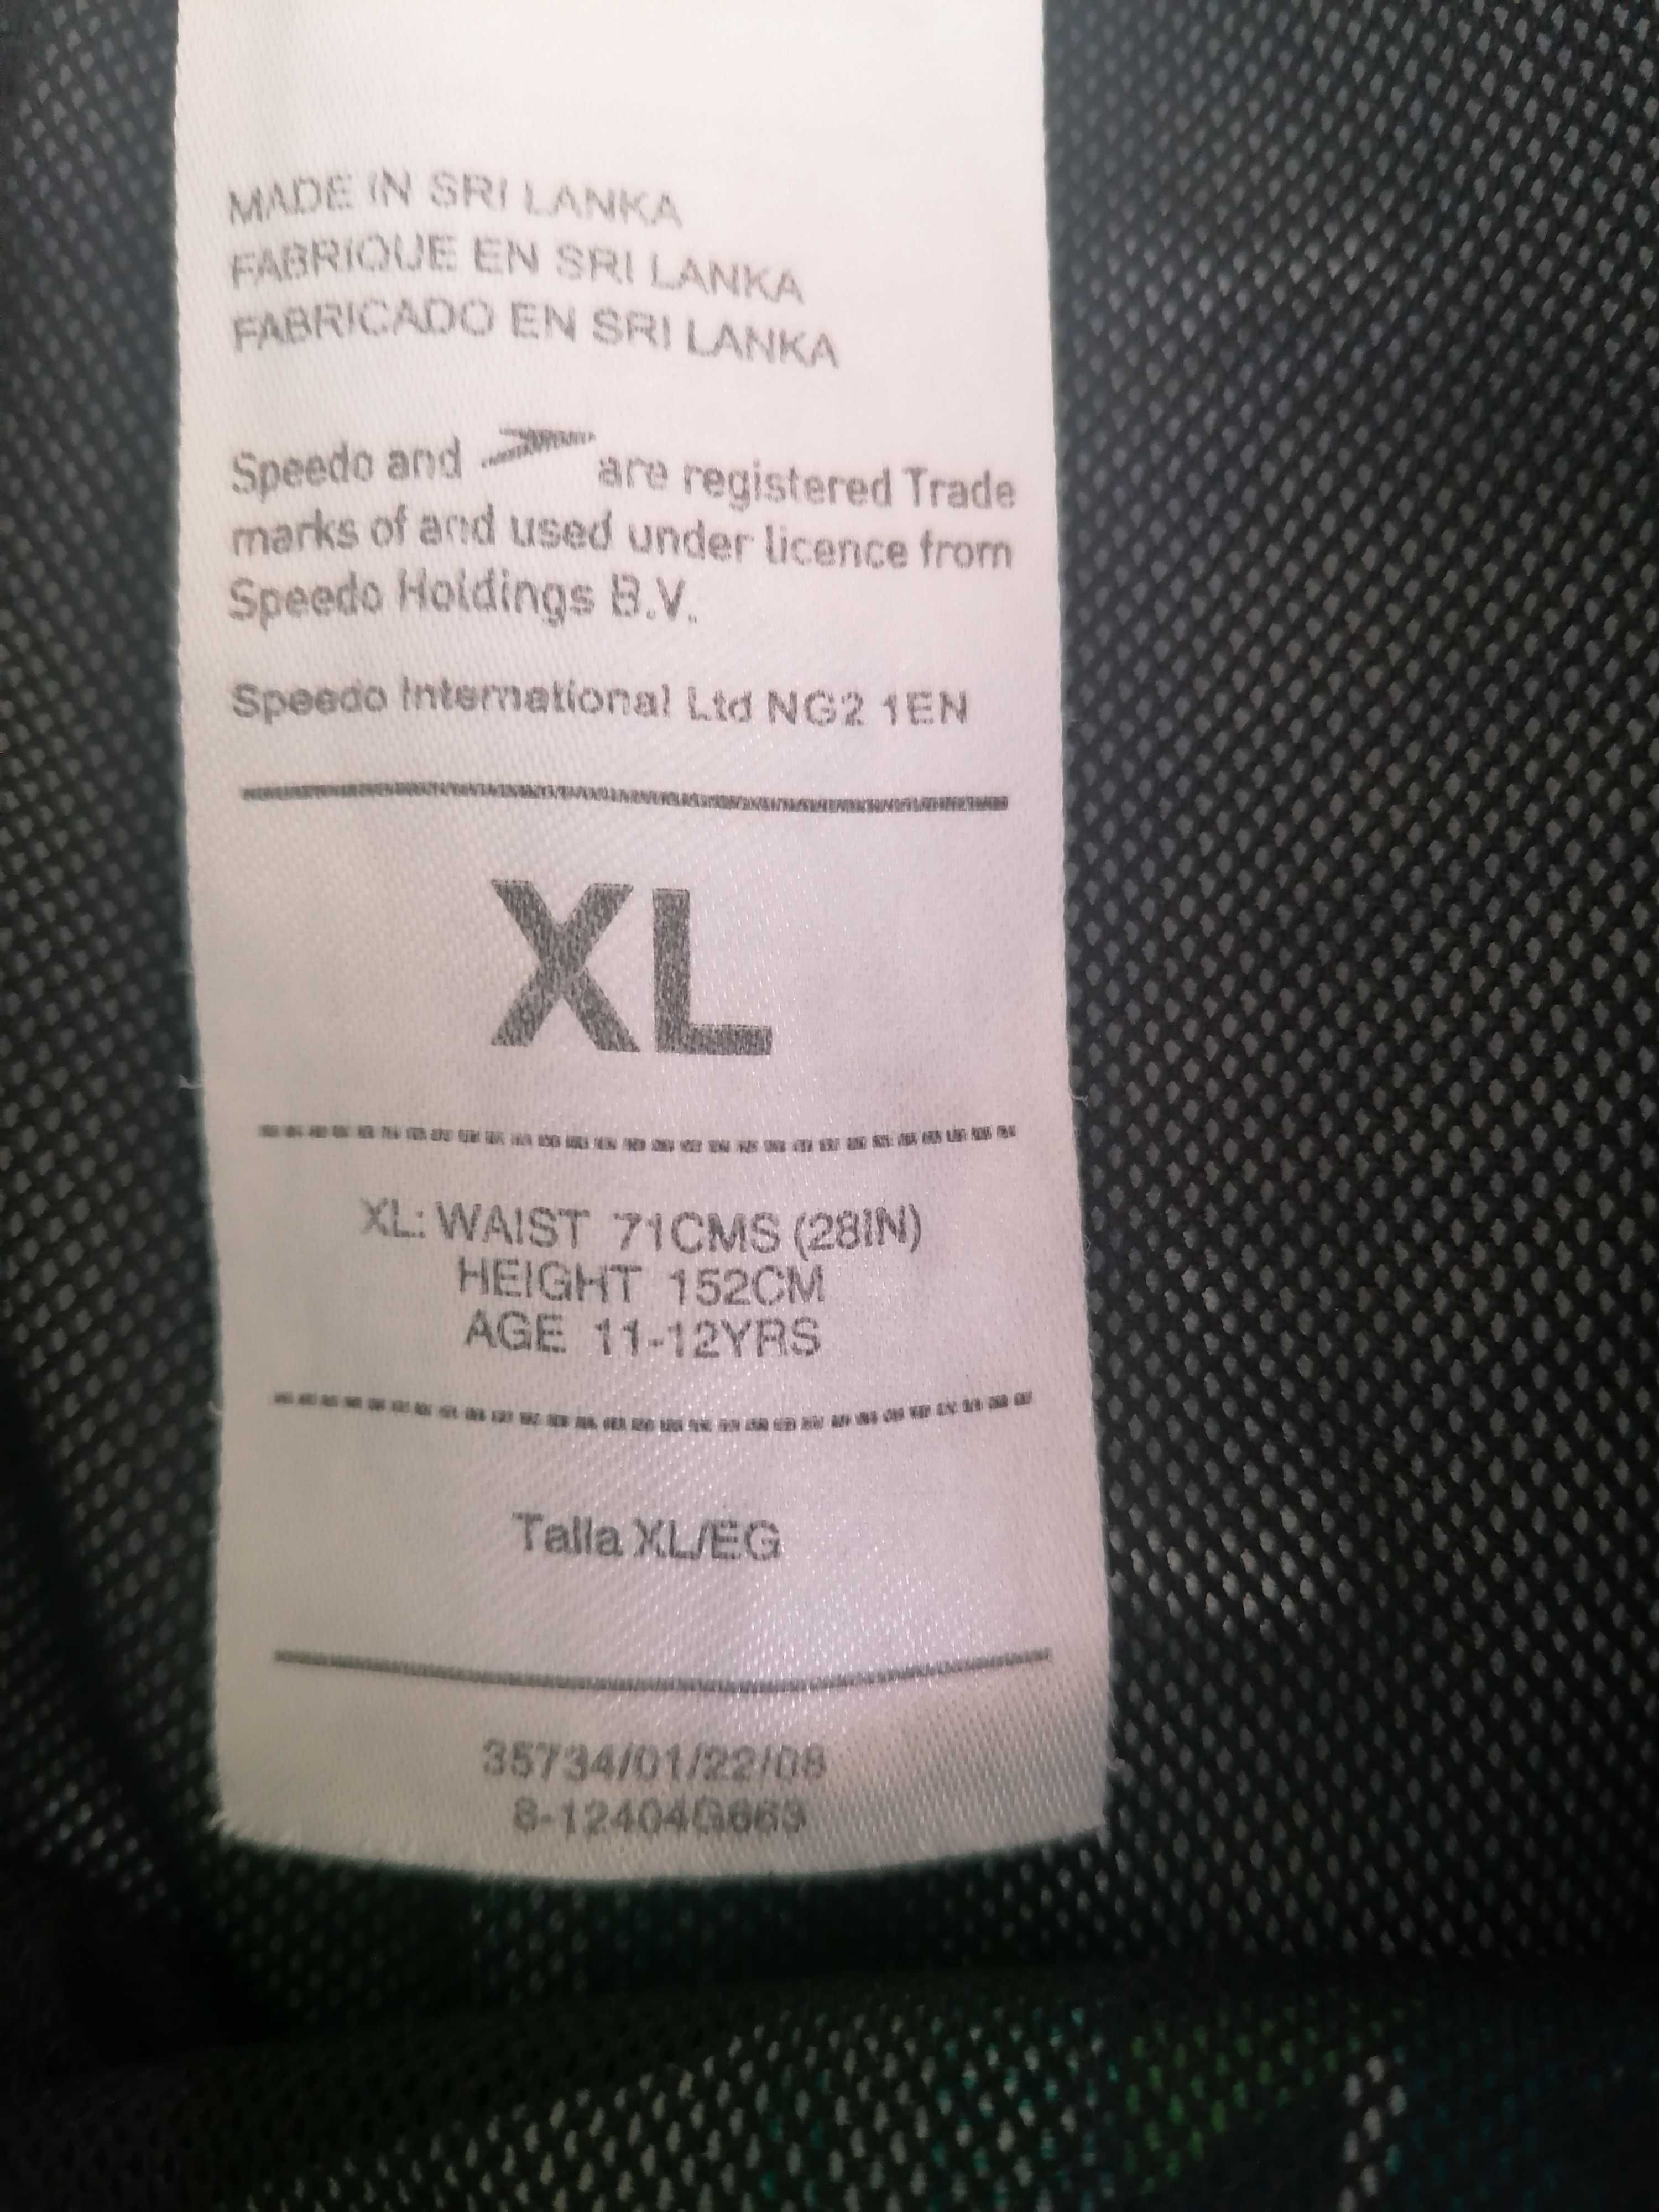 MADE IN SRI LANKA
FABRIQUE EN SRI LANKA
FABRICADO EN SRI LANKA
Speedo and are registered Trade
marks of and used under licence from
Speedo Holdings B.V.
Speedo International Ltd NG2 1EN
XL
XL: WAIST 71CMS (28IN)
HEIGHT 152CM
AGE 11-12YRS
Talla XL/EG
35734/01/22/08
8-12404G663